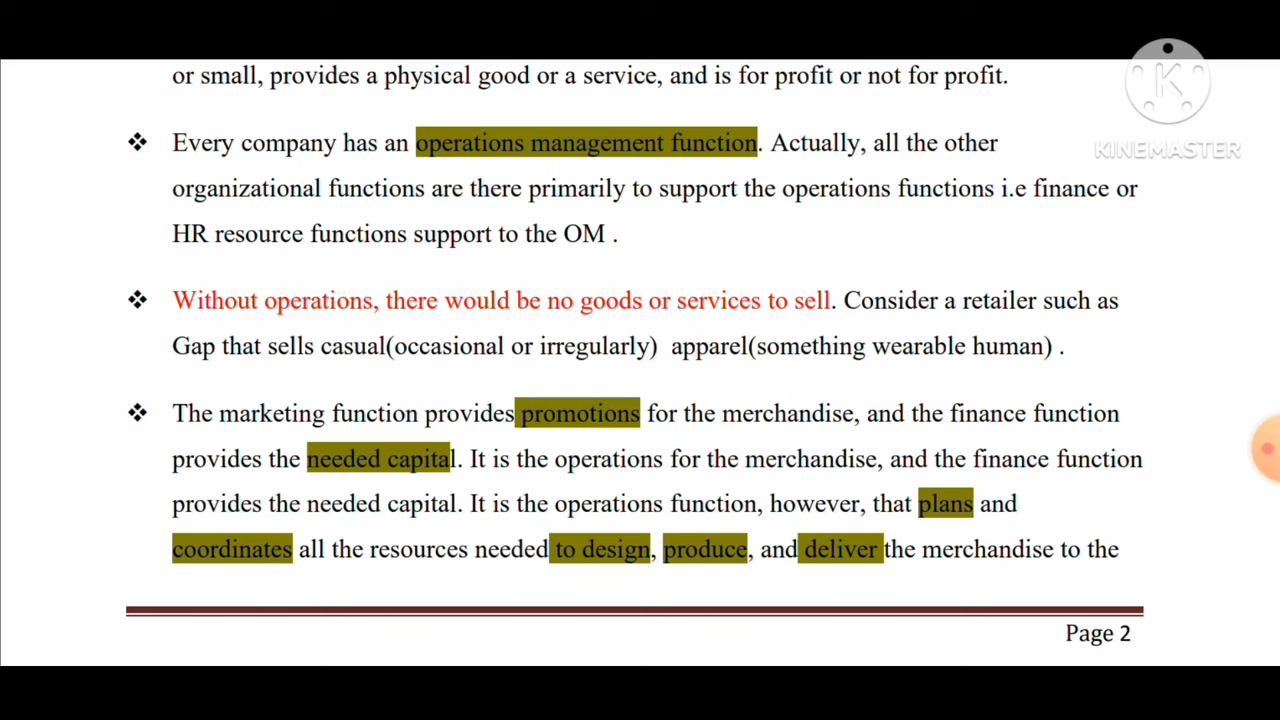 or small, provides a physical good or a service, and is for profit or not for profit.
❖ Every company has an operations management function. Actually, all the other
organizational functions are there primarily to support the operations functions i.e finance or
HR resource functions support to the OM .
❖ Without operations, there would be no goods or services to sell. Consider a retailer such as
Gap that sells casual(occasional or irregularly) apparel(something wearable human) .
❖ The marketing function provides promotions for the merchandise, and the finance function
provides the needed capital. It is the operations for the merchandise, and the finance function
provides the needed capital. It is the operations function, however, that plans and
coordinates all the resources needed to design, produce, and deliver the merchandise to the
Page 2
K
KINEMASTER